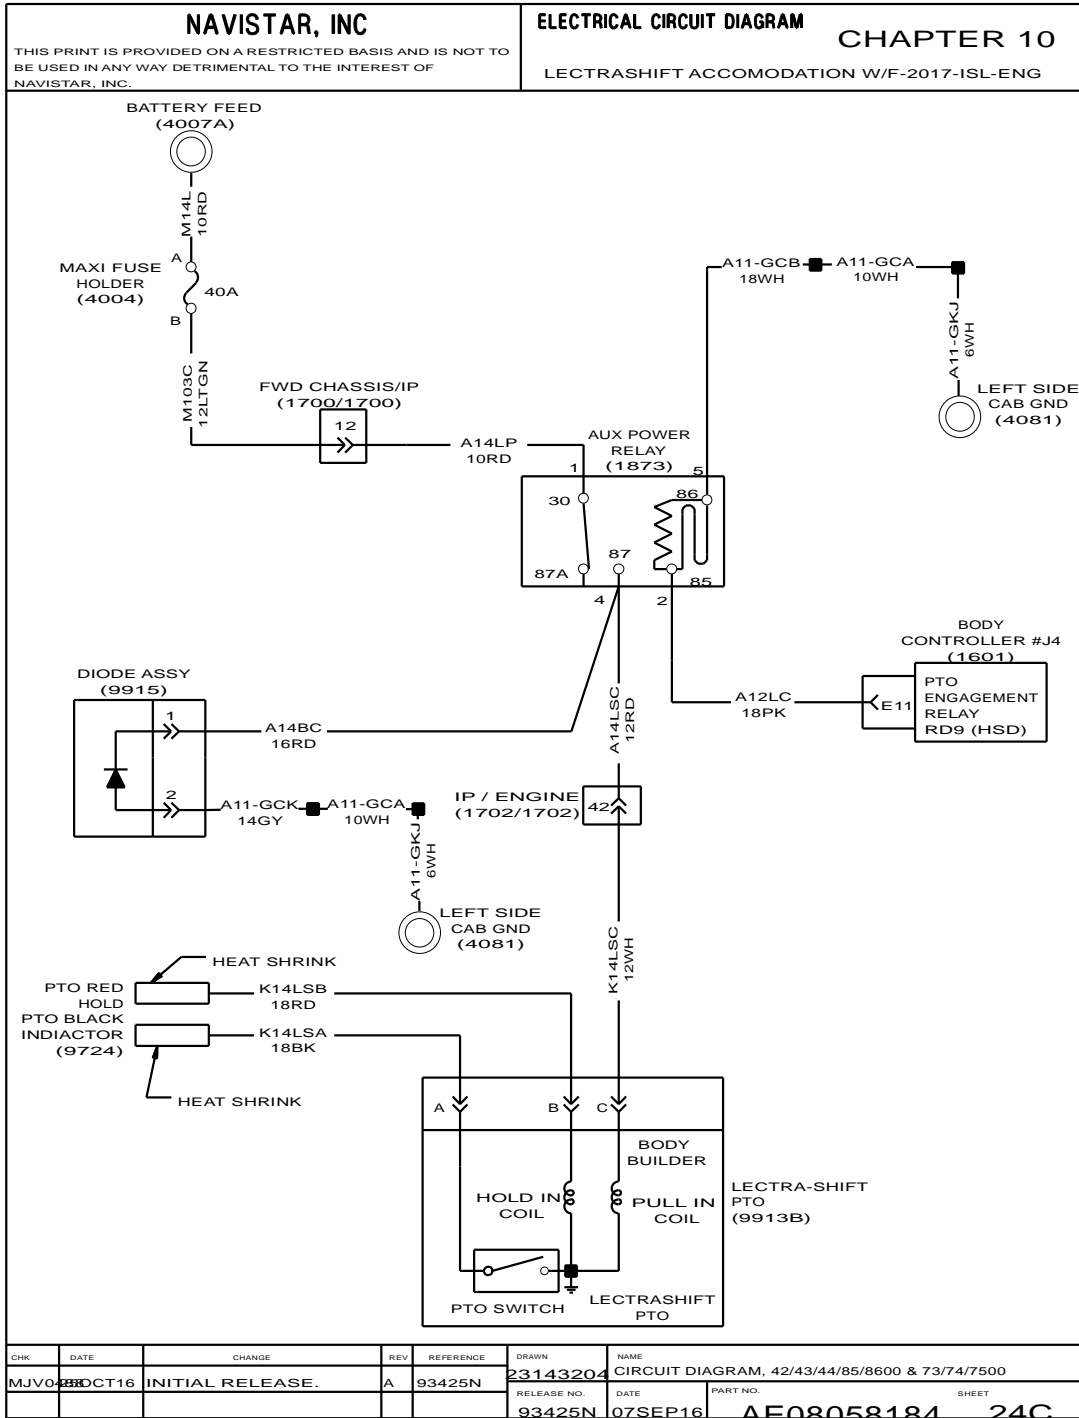 NAVISTAR, INC
THIS PRINT IS PROVIDED ON A RESTRICTED BASIS AND IS NOT TO
BE USED IN ANY WAY DETRIMENTAL TO THE INTEREST OF
NAVISTAR, INC.
ELECTRICAL CIRCUIT DIAGRAM
CHAPTER 10
LECTRASHIFT ACCOMODATION W/F-2017-ISL-ENG
BATTERY FEED
(4007A)
M14L
10RD
A
MAXI FUSE
HOLDER
(4004)
40A
B
M103C
12LTGN
FWD CHASSIS/IP
(1700/1700)
12
A14LP
10RD
A11-GCB
18WH
A11-GCA
10WH
A11-GKJ
6WH
LEFT SIDE
CAB GND
(4081)
AUX POWER
RELAY
(1873)
1
5
30
86
87
87A
85
4
2
A12LC
18PK
BODY
CONTROLLER #J4
(1601)
E11
PTO
ENGAGEMENT
RELAY
RD9 (HSD)
DIODE ASSY
(9915)
1
A14BC
16RD
2
A11-GCK
14GY
A11-GCA
10WH
A11-GKJ
6WH
LEFT SIDE
CAB GND
(4081)
A14LSC
12RD
IP / ENGINE
(1702/1702)
42
K14LSC
12WH
HEAT SHRINK
PTO RED
HOLD
K14LSB
18RD
PTO BLACK
INDIACTOR
(9724)
K14LSA
18BK
HEAT SHRINK
A
B
C
BODY
BUILDER
HOLD IN
COIL
PULL IN
COIL
LECTRA-SHIFT
PTO
(9913B)
PTO SWITCH
LECTRASHIFT
PTO
CHK DATE CHANGE REV REFERENCE DRAWN NAME
INITIAL RELEASE. A 93425N 23143204 CIRCUIT DIAGRAM, 42/43/44/85/8600 & 73/74/7500
RELEASE NO. DATE PART NO. SHEET
93425N 07SEP16 AE08058184 24C